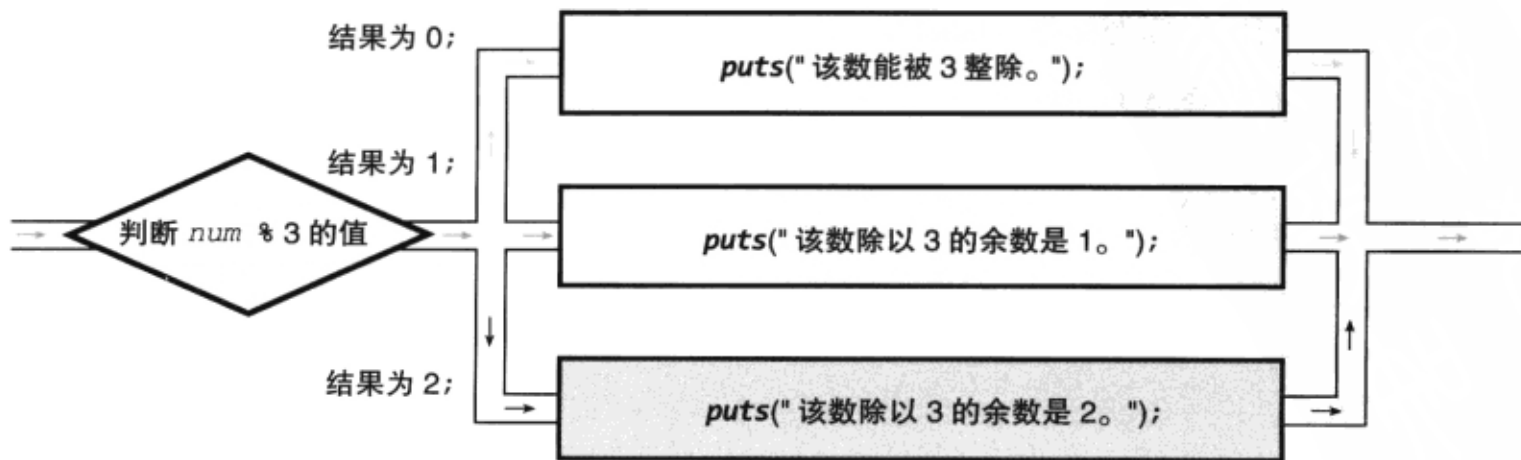 结果为 0;
puts("该数能被 3 整除。");
结果为 1;
判断 num % 3 的值
puts("该数除以 3 的余数是 1。");
结果为 2;
puts("该数除以 3 的余数是 2。");